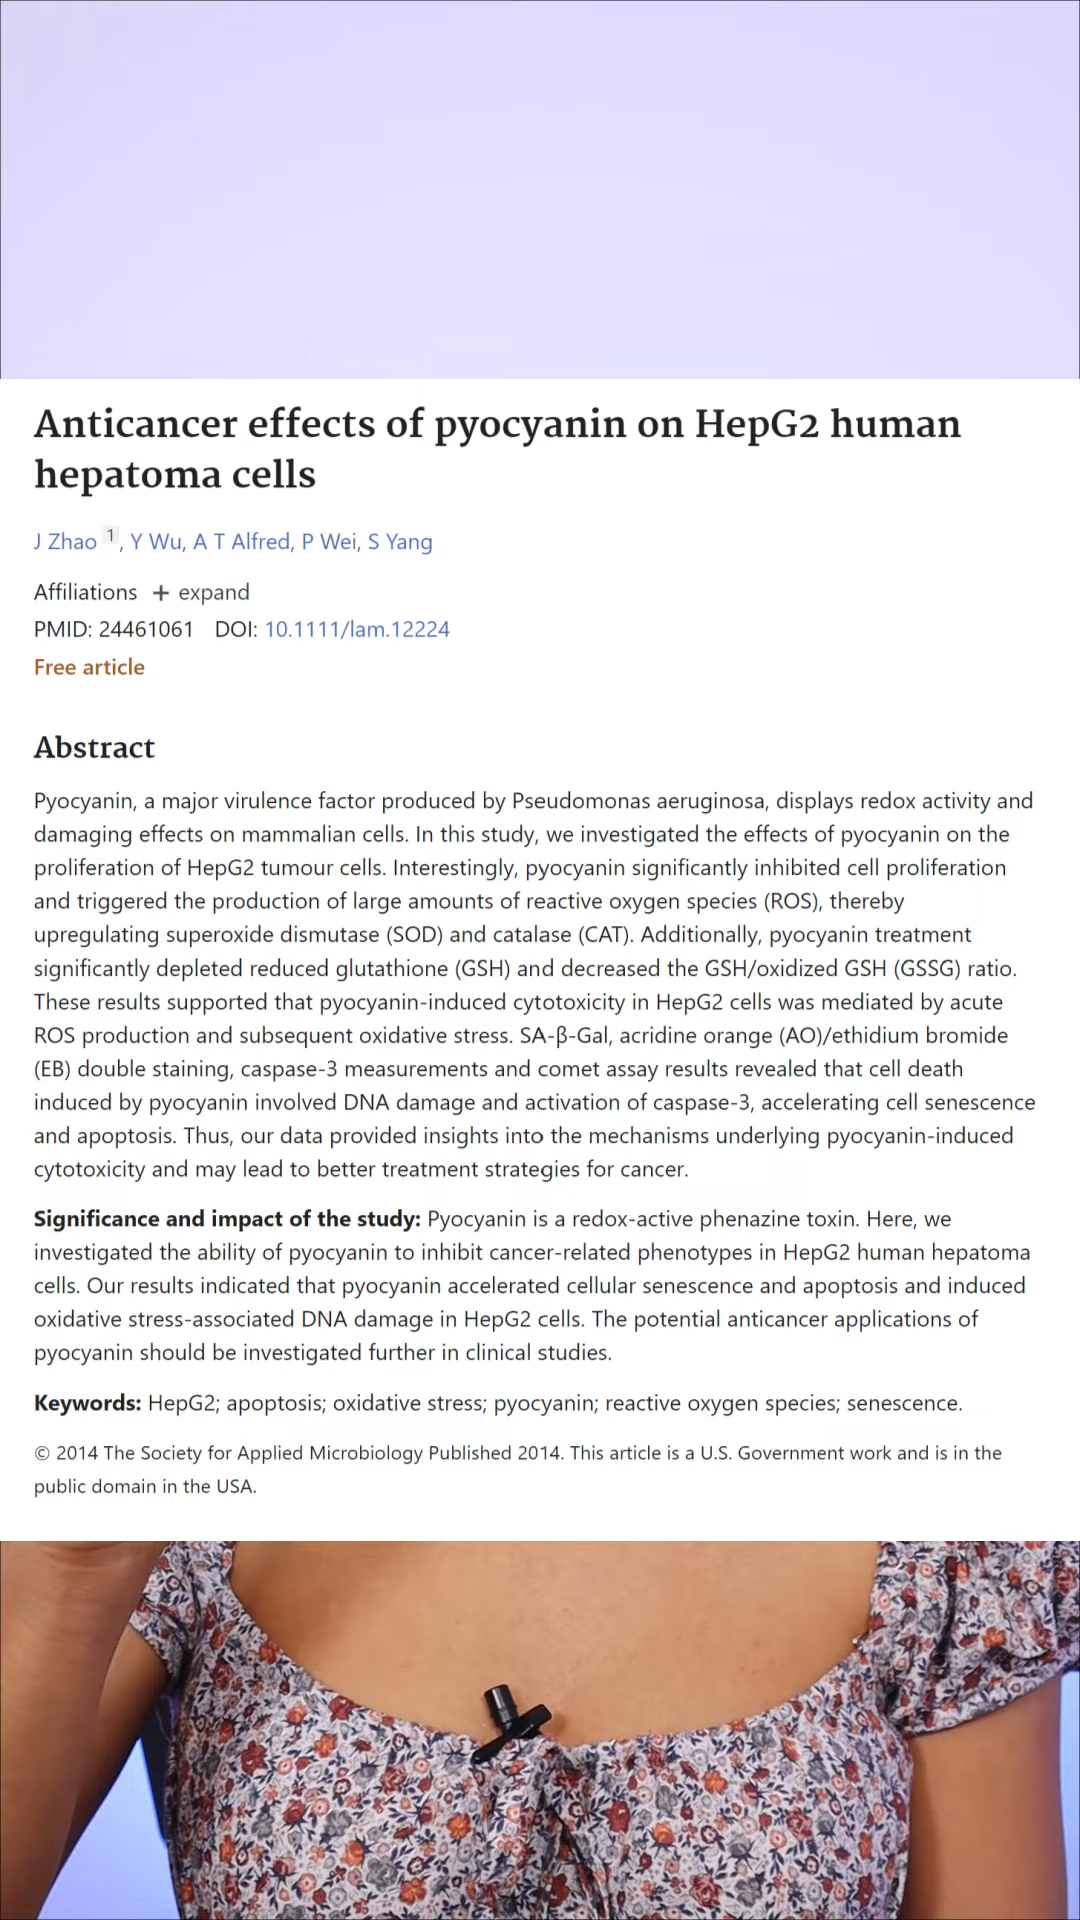 Anticancer effects of pyocyanin on HepG2 human
hepatoma cells
J Zhao 1, Y Wu, A T Alfred, P Wei, S Yang
Affiliations + expand
PMID: 24461061 DOI: 10.1111/lam.12224
Free article
Abstract
Pyocyanin, a major virulence factor produced by Pseudomonas aeruginosa, displays redox activity and
damaging effects on mammalian cells. In this study, we investigated the effects of pyocyanin on the
proliferation of HepG2 tumour cells. Interestingly, pyocyanin significantly inhibited cell proliferation
and triggered the production of large amounts of reactive oxygen species (ROS), thereby
upregulating superoxide dismutase (SOD) and catalase (CAT). Additionally, pyocyanin treatment
significantly depleted reduced glutathione (GSH) and decreased the GSH/oxidized GSH (GSSG) ratio.
These results supported that pyocyanin-induced cytotoxicity in HepG2 cells was mediated by acute
ROS production and subsequent oxidative stress. SA-β-Gal, acridine orange (AO)/ethidium bromide
(EB) double staining, caspase-3 measurements and comet assay results revealed that cell death
induced by pyocyanin involved DNA damage and activation of caspase-3, accelerating cell senescence
and apoptosis. Thus, our data provided insights into the mechanisms underlying pyocyanin-induced
cytotoxicity and may lead to better treatment strategies for cancer.
Significance and impact of the study: Pyocyanin is a redox-active phenazine toxin. Here, we
investigated the ability of pyocyanin to inhibit cancer-related phenotypes in HepG2 human hepatoma
cells. Our results indicated that pyocyanin accelerated cellular senescence and apoptosis and induced
oxidative stress-associated DNA damage in HepG2 cells. The potential anticancer applications of
pyocyanin should be investigated further in clinical studies.
Keywords: HepG2; apoptosis; oxidative stress; pyocyanin; reactive oxygen species; senescence.
© 2014 The Society for Applied Microbiology Published 2014. This article is a U.S. Government work and is in the
public domain in the USA.